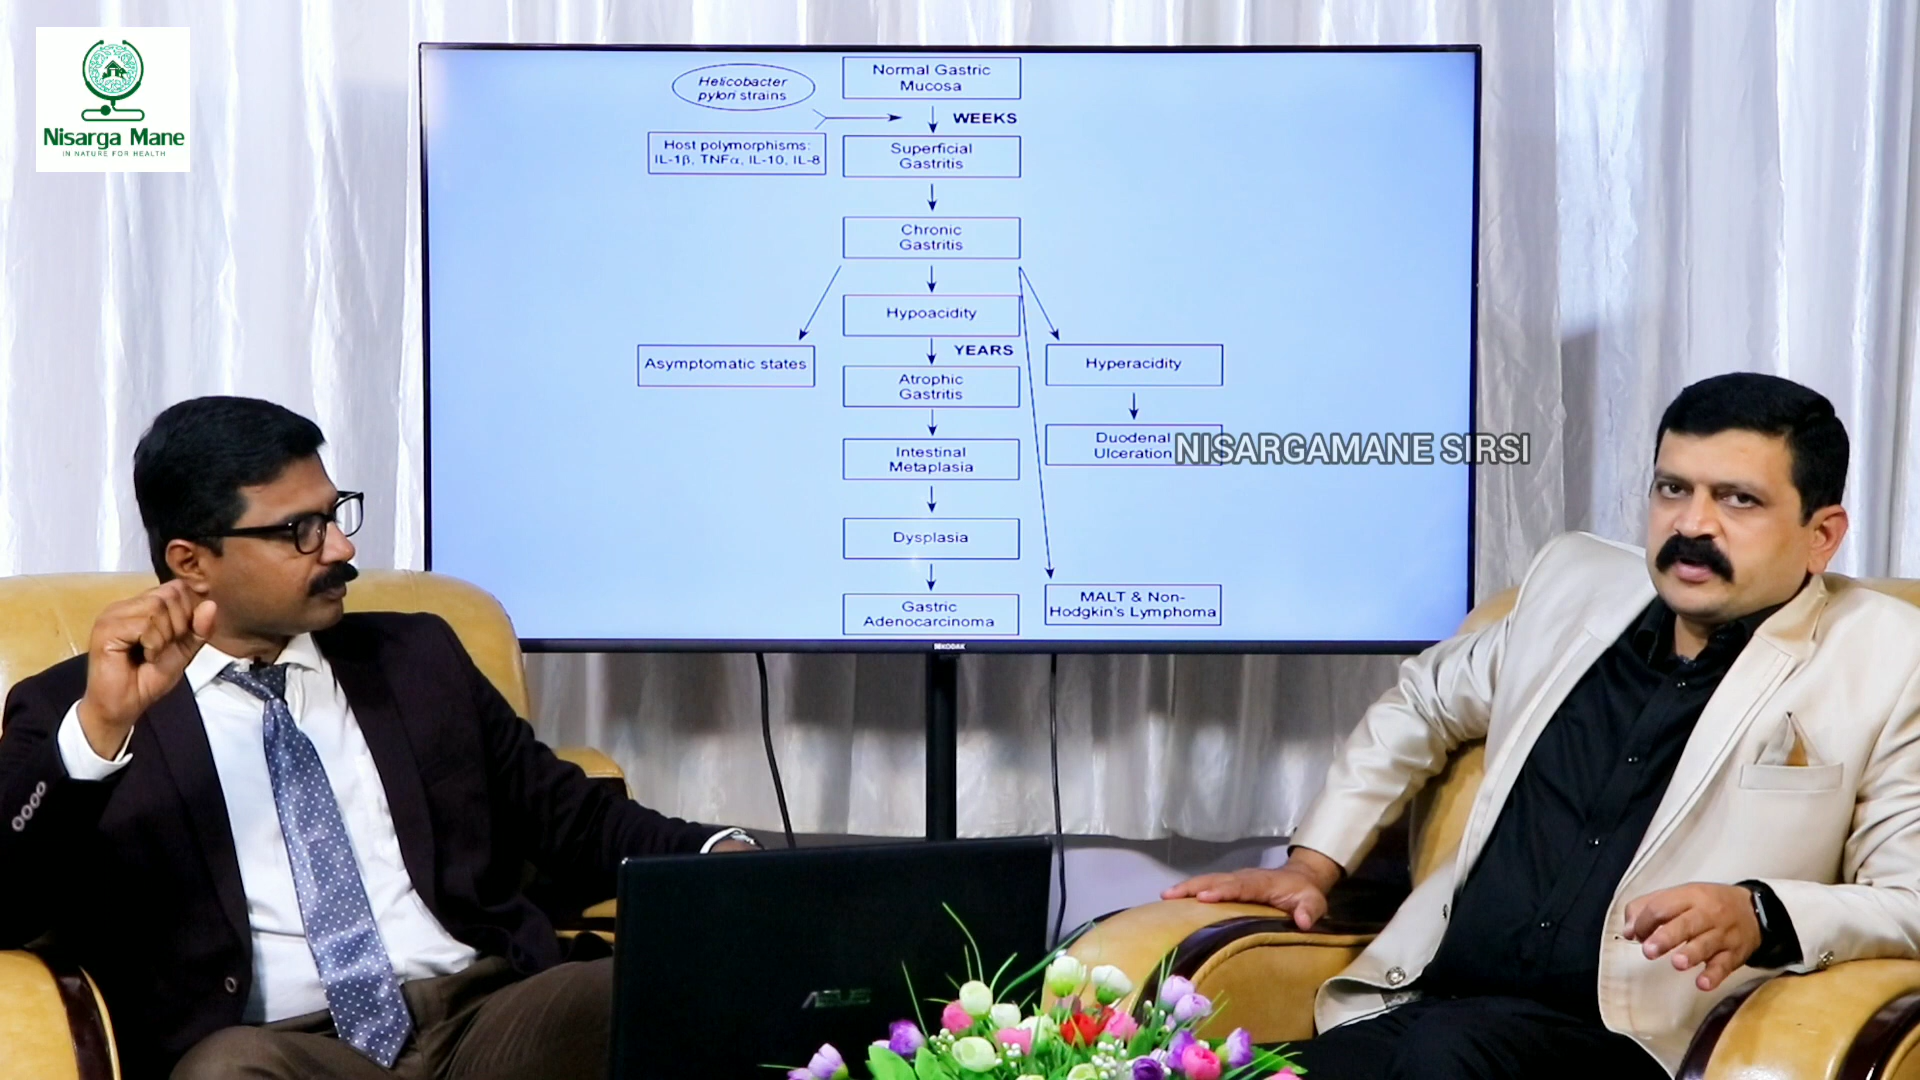 Nisarga Mane
IN NATURE FOR HEALTH
Helicobacter
pylori strains
Normal Gastric
Mucosa
WEEKS
Host polymorphisms:
IL-1β, TNFα, IL-10, IL-8
Superficial
Gastritis
Chronic
Gastritis
Hypoacidity
YEARS
Asymptomatic states
Atrophic
Gastritis
Hyperacidity
Intestinal
Metaplasia
Duodenal
Ulceration
NISARGAMANE SIRSI
Dysplasia
Gastric
Adenocarcinoma
MALT & Non-
Hodgkin's Lymphoma
KODAK
ASUS